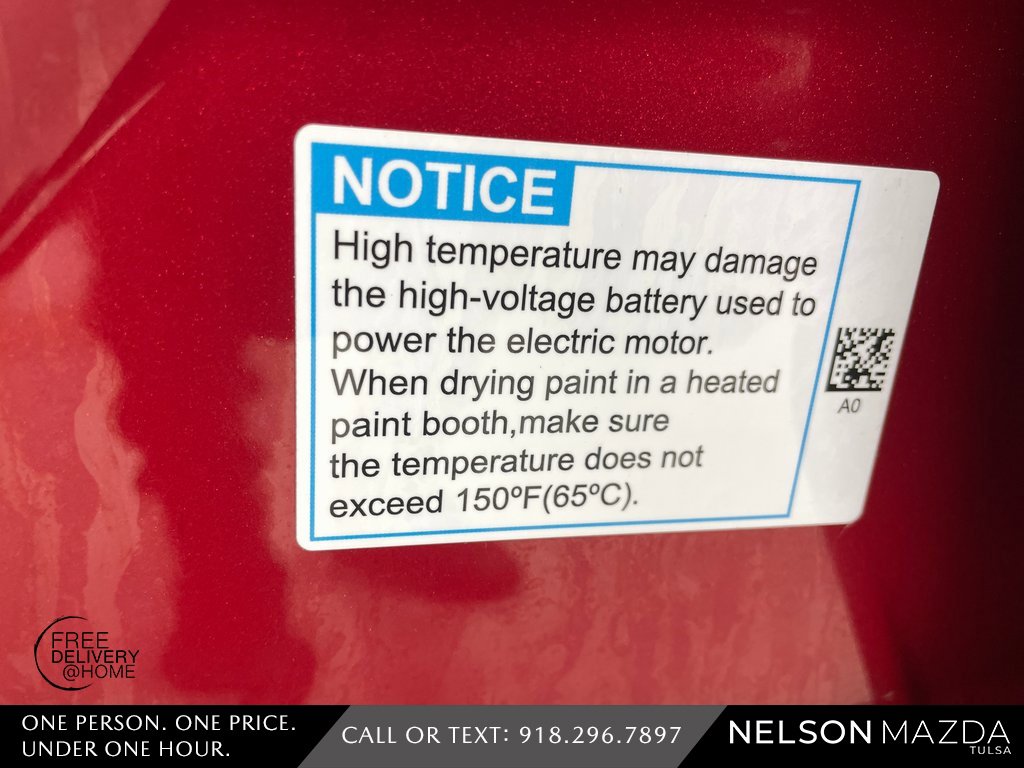 NOTICE
High temperature may damage
the high-voltage battery used to
power the electric motor.
When drying paint in a heated
paint booth,make sure
the temperature does not
exceed 150ºF(65ºC).
A0
FREE
DELIVERY
@HOME
ONE PERSON. ONE PRICE.
UNDER ONE HOUR.
CALL OR TEXT: 918.296.7897
NELSON MAZDA
TULSA